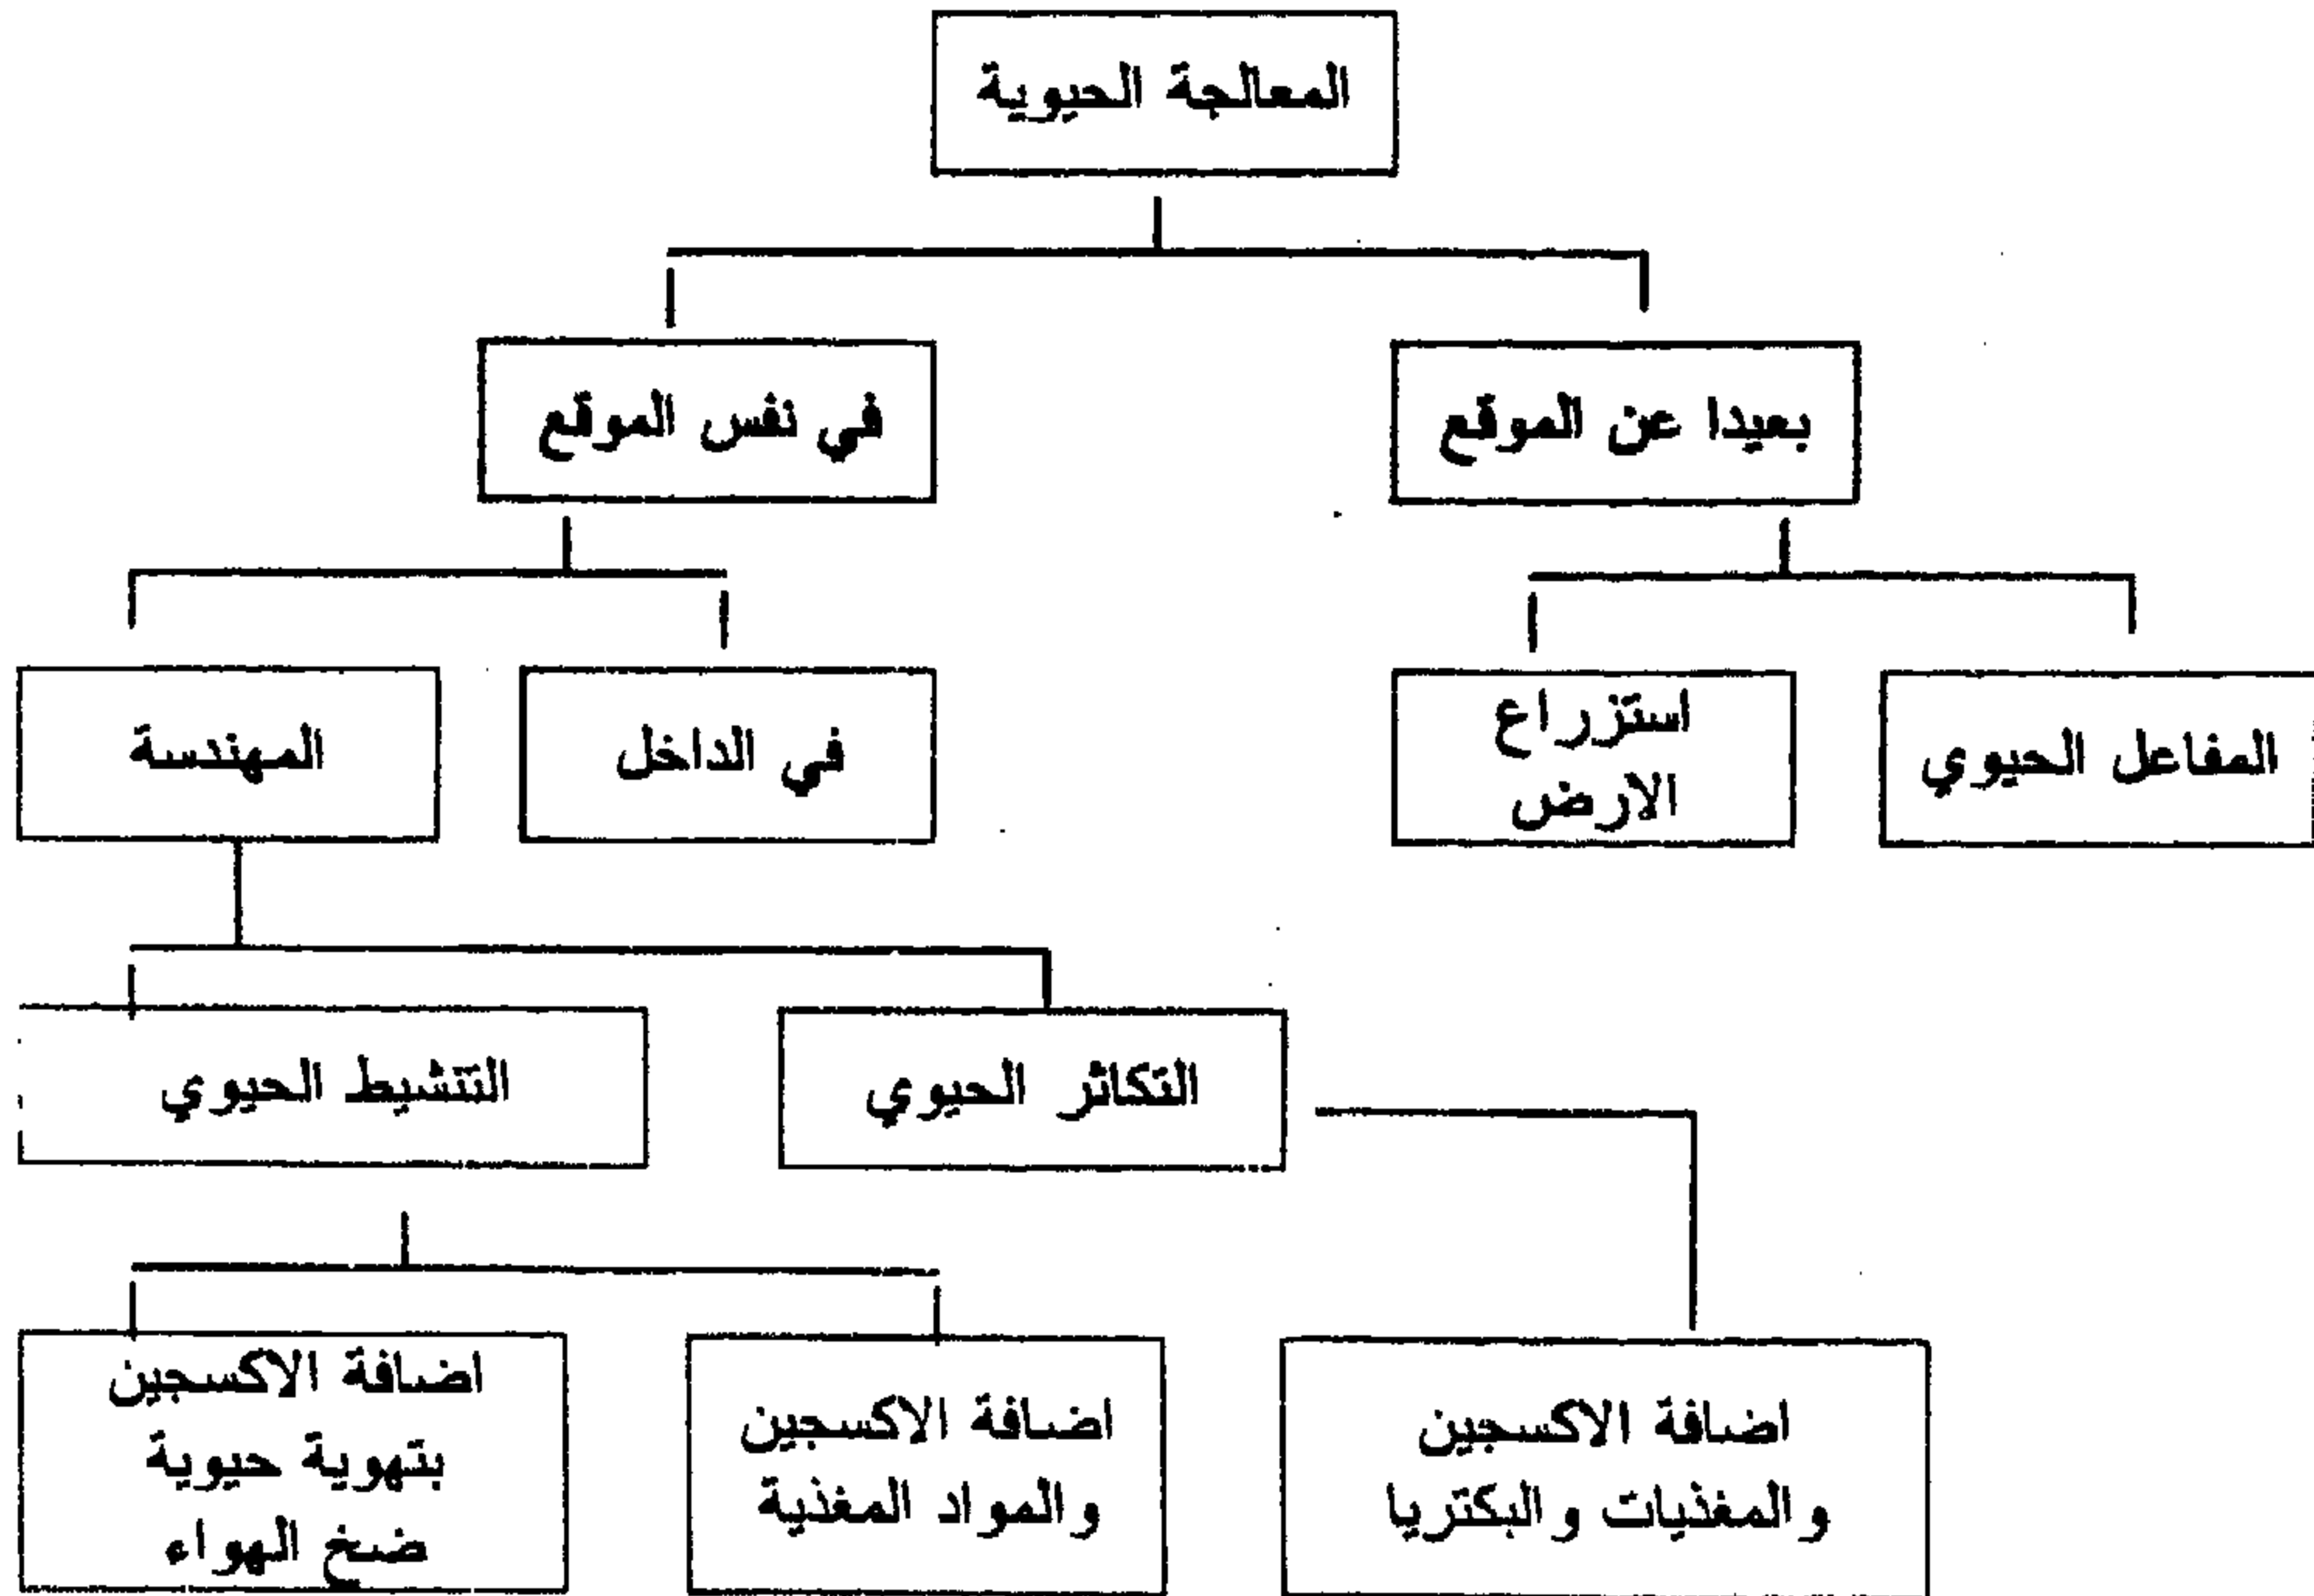 المعالجة الحيوية
بعيدا عن الموقع
في نفس الموقع
المفاعل الحيوي
استزراع
الارض
في الداخل
المهندسة
التكاثر الحيوي
التنشيط الحيوي
اضافة الاكسجين
والمغذيات والبكتريا
اضافة الاكسجين
والمواد المغذية
اضافة الاكسجين
بتهوية حيوية
ضخ الهواء